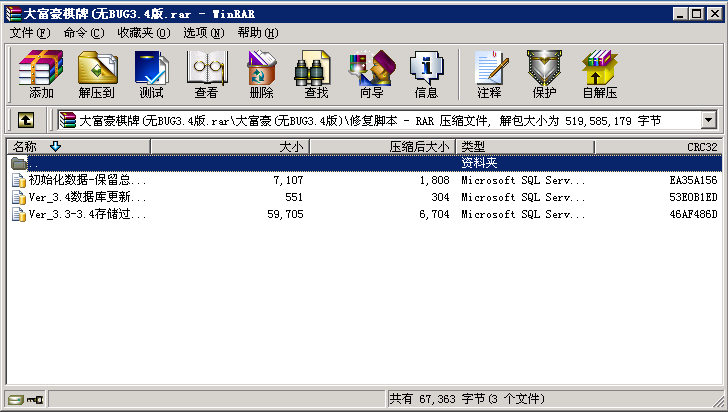 大富豪棋牌(无BUG3.4版.rar - WinRAR
文件(F) 命令(C) 收藏夹(O) 选项(N) 帮助(H)
添加 解压到 测试 查看 删除 查找 向导 信息 注释 保护 自解压
大富豪棋牌(无BUG3.4版.rar\大富豪(无BUG3.4版)\修复脚本 - RAR 压缩文件, 解包大小为 519,585,179 字节
名称 大小 压缩后大小 类型 CRC32
.. 资料夹
初始化数据-保留总... 7,107 1,808 Microsoft SQL Serv... EA35A156
Ver_3.4数据库更新... 551 304 Microsoft SQL Serv... 53E0B1ED
Ver_3.3-3.4存储过... 59,705 6,704 Microsoft SQL Serv... 46AF486D
共有 67,363 字节(3 个文件)